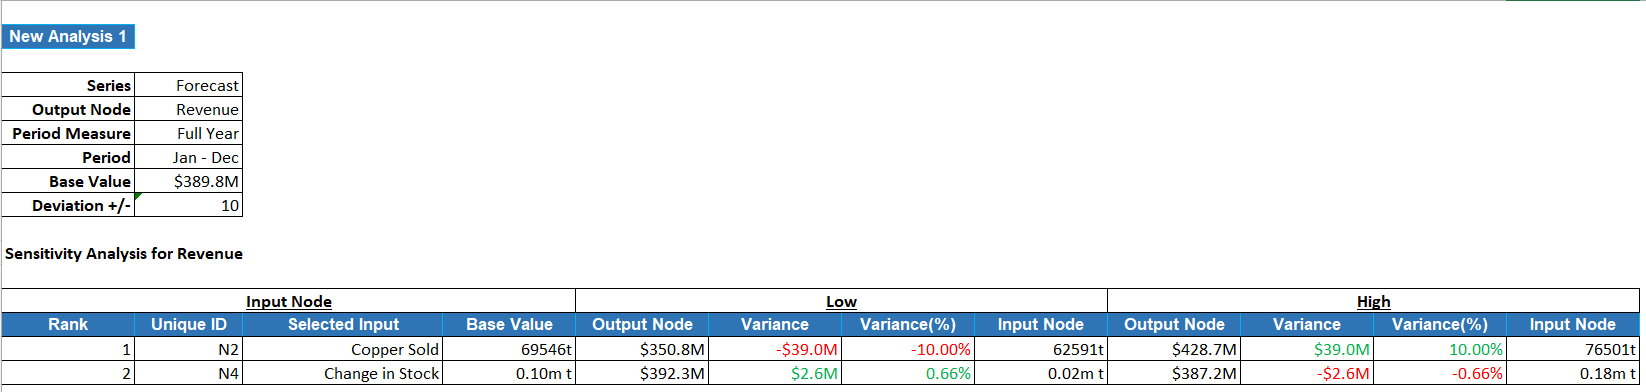 New Analysis 1
Series Forecast
Output Node Revenue
Period Measure Full Year
Period Jan - Dec
Base Value $389.8M
Deviation +/- 10
Sensitivity Analysis for Revenue
Input Node Low High
Rank Unique ID Selected Input Base Value Output Node Variance Variance(%) Input Node Output Node Variance Variance(%) Input Node
1 N2 Copper Sold 69546t $350.8M -$39.0M -10.00% 62591t $428.7M $39.0M 10.00% 76501t
2 N4 Change in Stock 0.10m t $392.3M $2.6M 0.66% 0.02m t $387.2M -$2.6M -0.66% 0.18m t